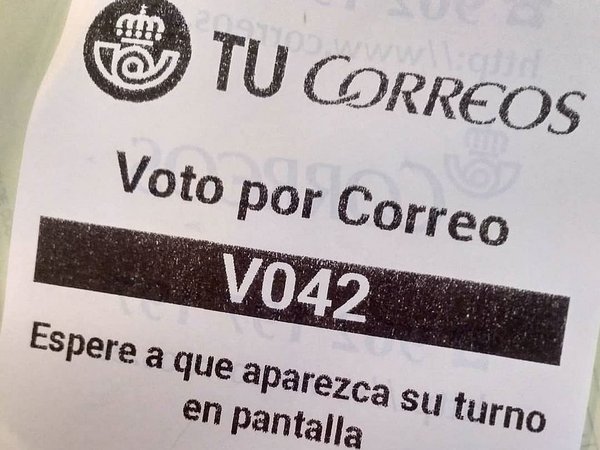 TU CORREOS
Voto por Correo
V042
Espere a que aparezca su turno
en pantalla